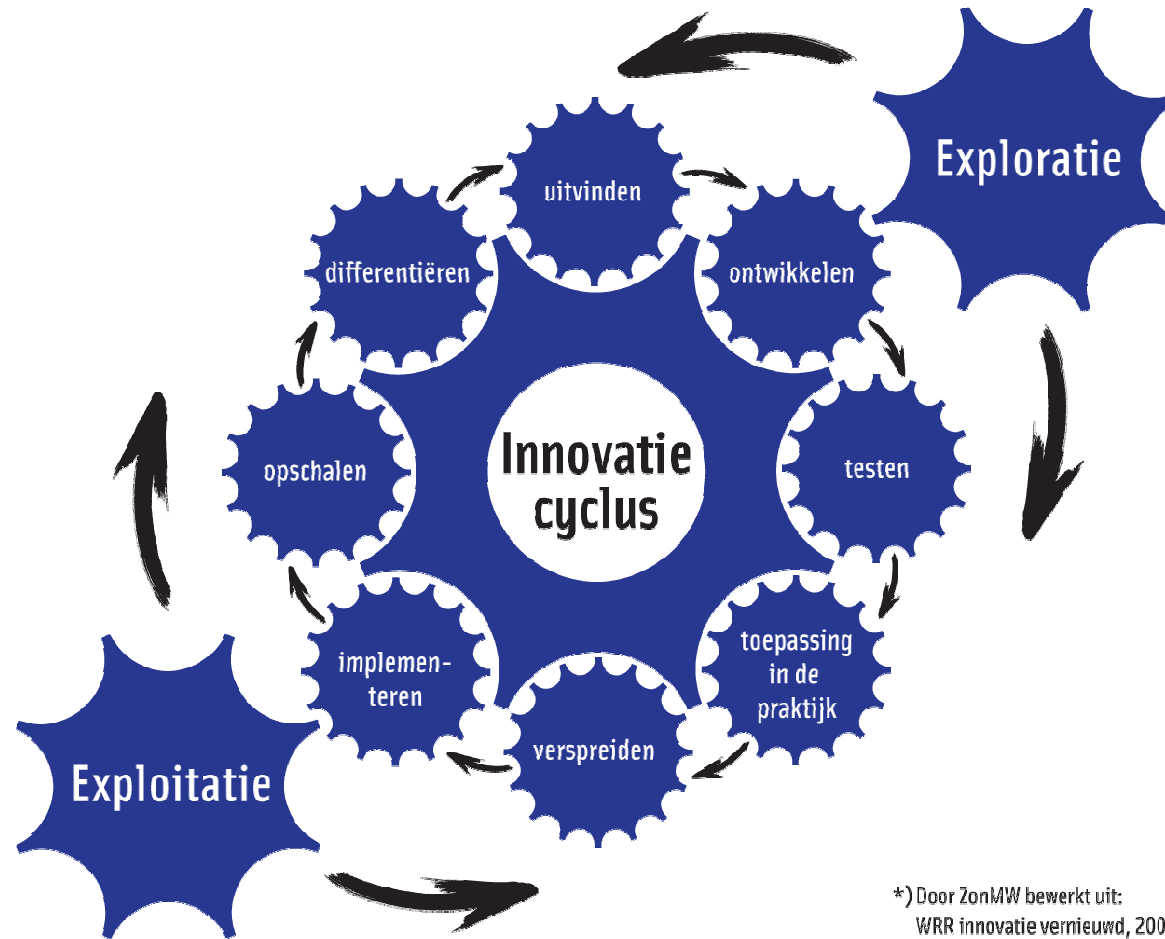 Exploratie
uitvinden
differentiëren
ontwikkelen
Innovatie
cyclus
opschalen
testen
implemen-
teren
toepassing
in de
praktijk
verspreiden
Exploitatie
*) Door ZonMW bewerkt uit:
WRR innovatie vernieuwd, 200